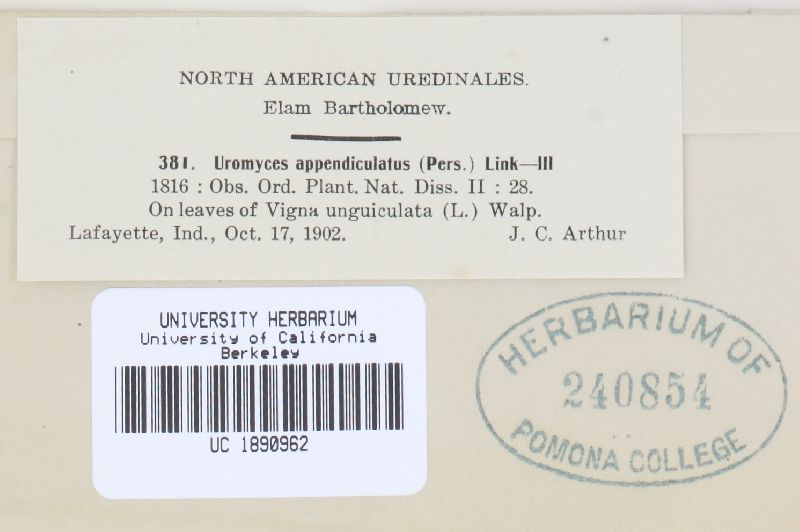 NORTH AMERICAN UREDINALES.
Elam Bartholomew.
381. Uromyces appendiculatus (Pers.) Link—III
1816 : Obs. Ord. Plant. Nat. Diss. II : 28.
On leaves of Vigna unguiculata (L.) Walp.
Lafayette, Ind., Oct. 17, 1902. J. C. Arthur
UNIVERSITY HERBARIUM
University of California
Berkeley
UC 1890962
HERBARIUM OF
240854
POMONA COLLEGE